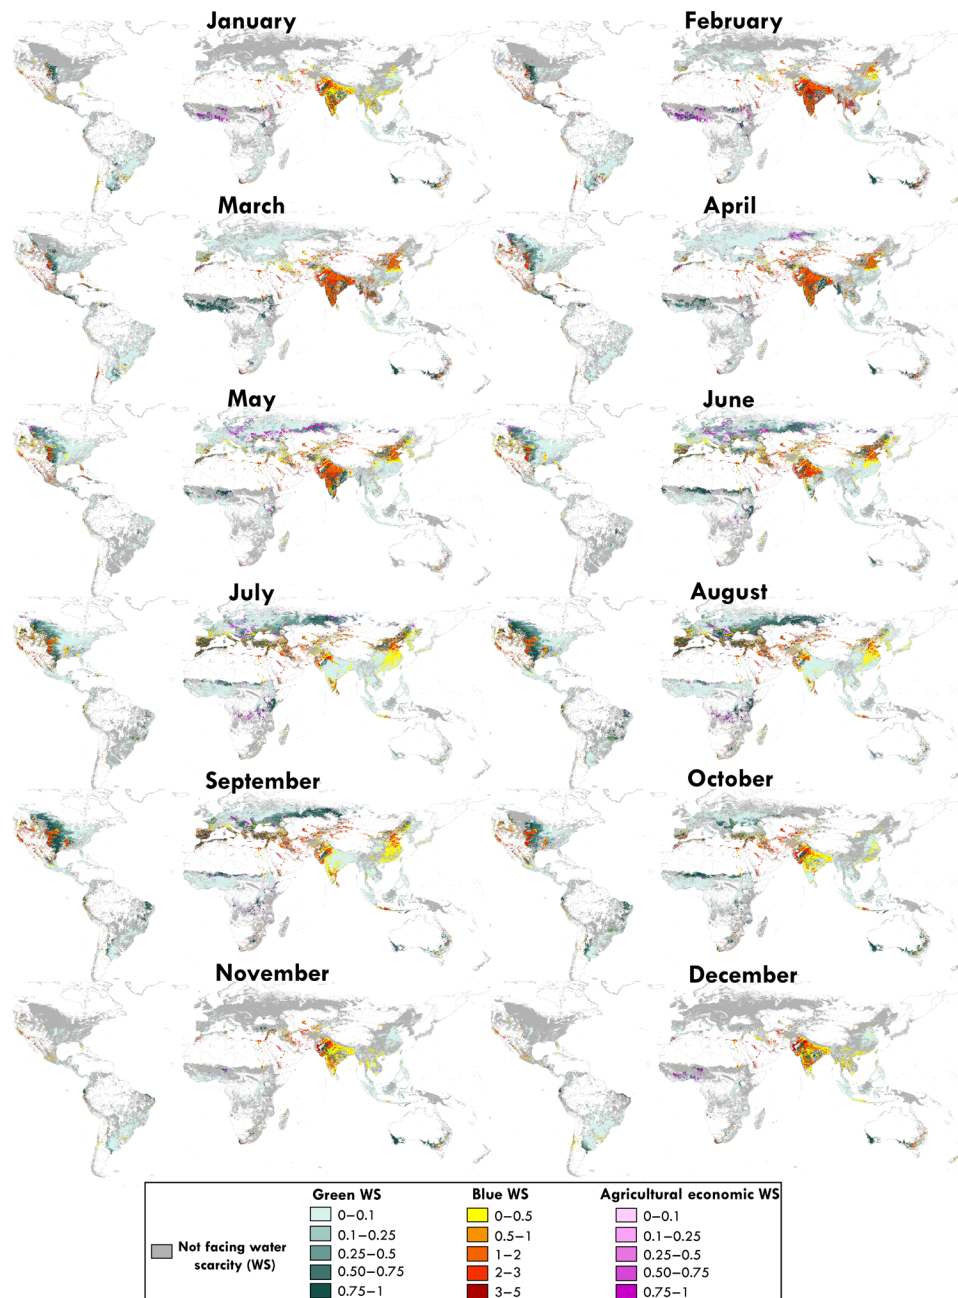 January
February
March
April
May
June
July
August
September
October
November
December
Green WS
Blue WS
Agricultural economic WS
Not facing water
scarcity (WS)
0–0.1
0.1–0.25
0.25–0.5
0.50–0.75
0.75–1
0–0.5
0.5–1
1–2
2–3
3–5
0–0.1
0.1–0.25
0.25–0.5
0.50–0.75
0.75–1